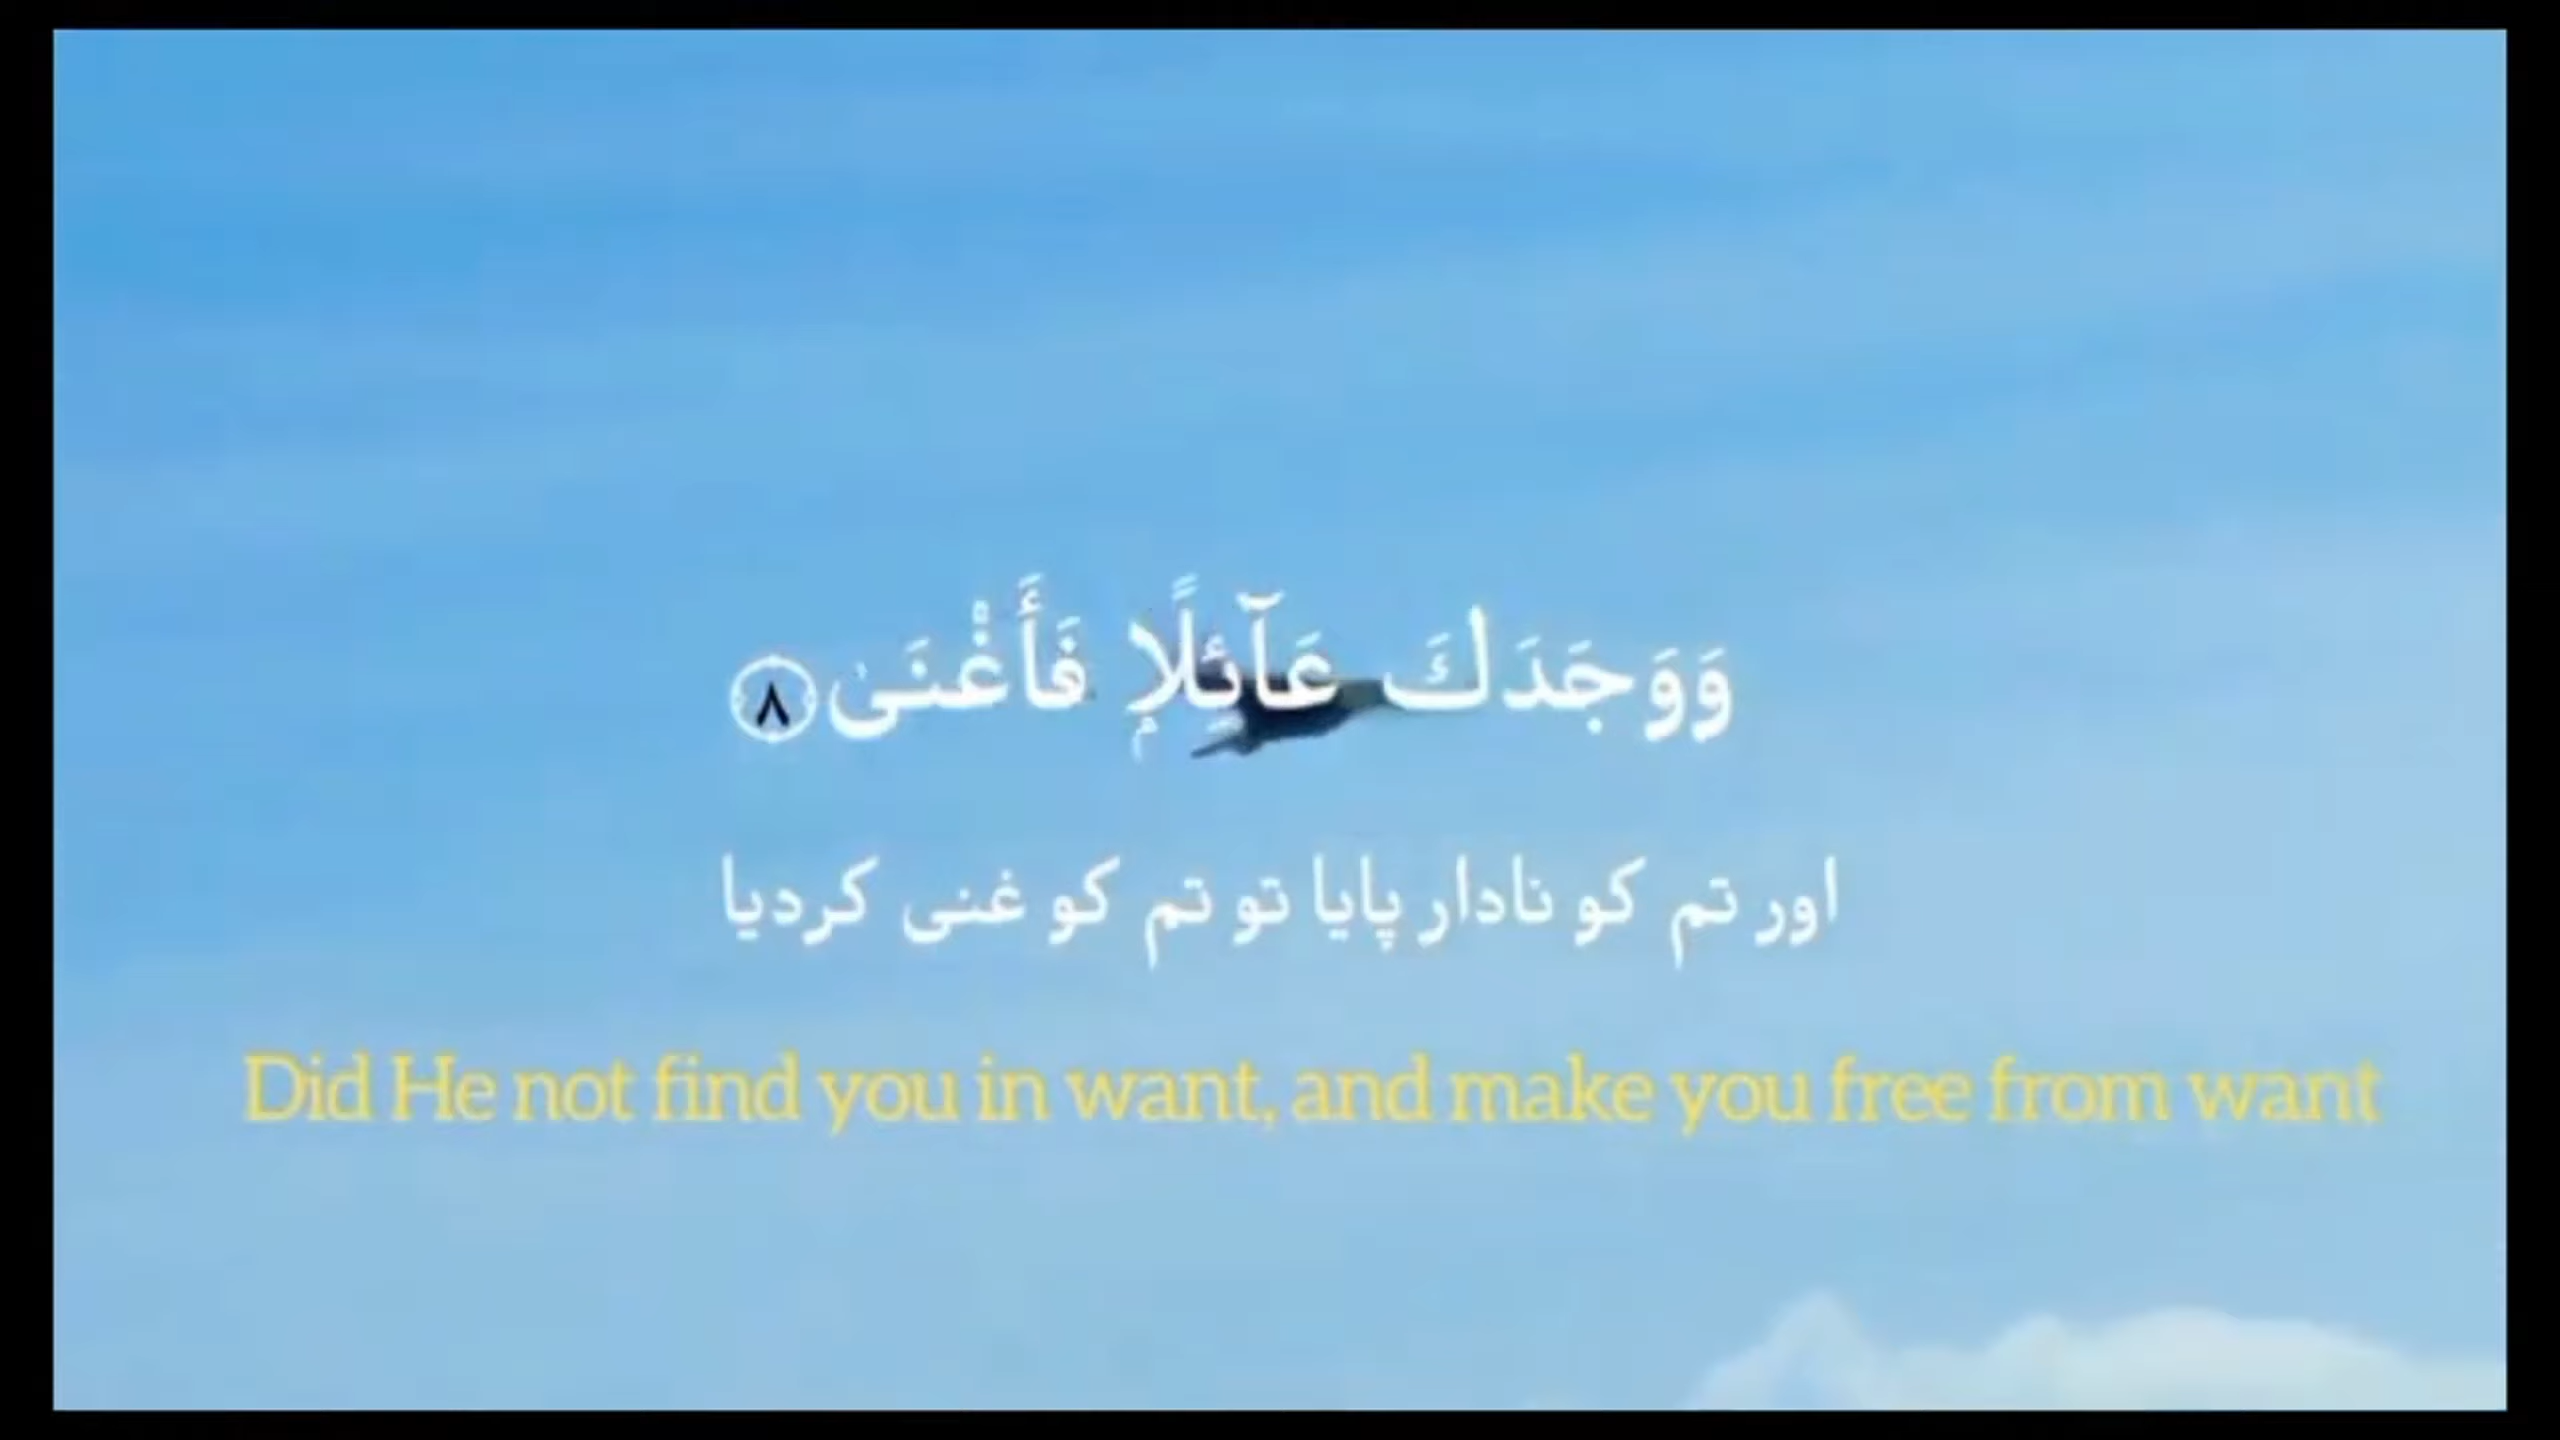 وَوَجَدَكَ عَآئِلًاۭ فَأَغْنَىٰ ٨
اور تم کو نادار پایا تو تم کو غنی کردیا
Did He not find you in want, and make you free from want